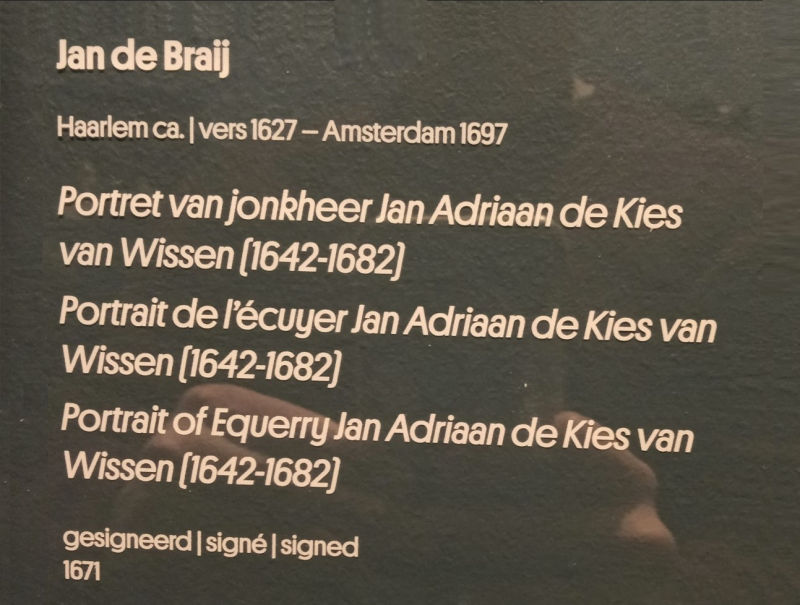 Jan de Braij
Haarlem ca. | vers 1627 – Amsterdam 1697
Portret van jonkheer Jan Adriaan de Kies
van Wissen (1642-1682)
Portrait de l'écuyer Jan Adriaan de Kies van
Wissen (1642-1682)
Portrait of Equerry Jan Adriaan de Kies van
Wissen (1642-1682)
gesigneerd | signé | signed
1671